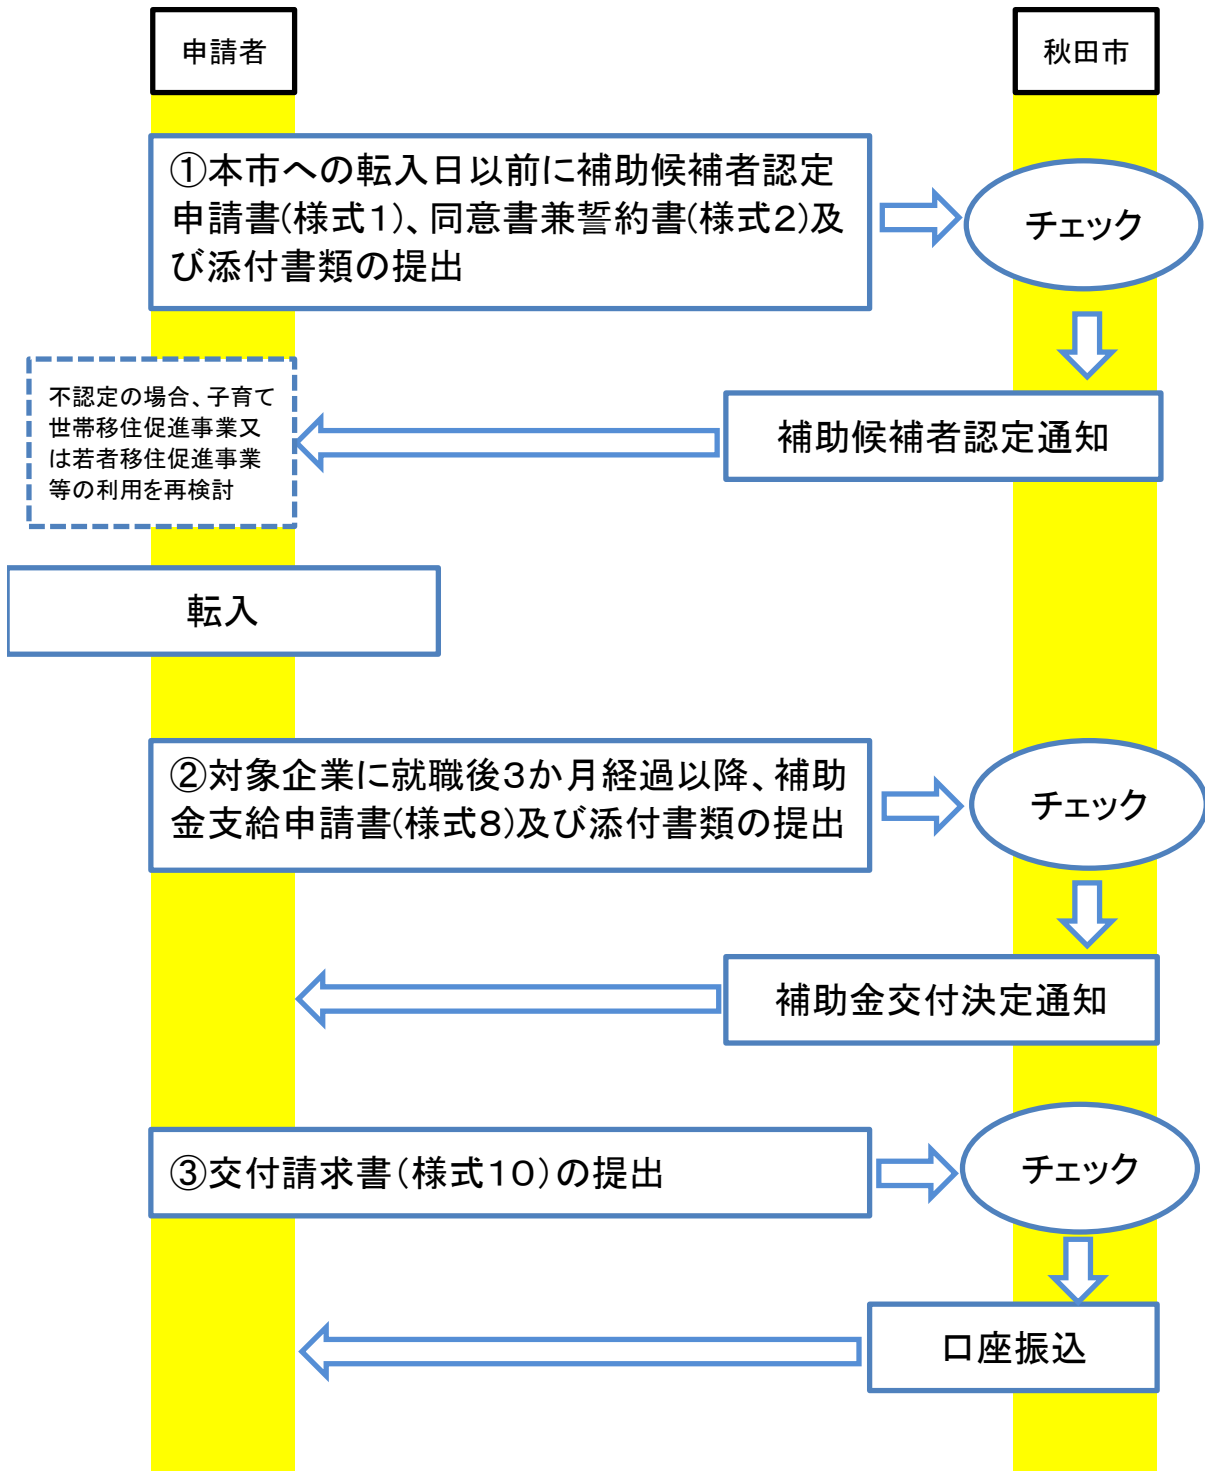 申請者
秋田市
①本市への転入日以前に補助候補者認定
申請書(様式1)、同意書兼誓約書(様式2)及
び添付書類の提出
チェック
補助候補者認定通知
不認定の場合、子育て
世帯移住促進事業又
は若者移住促進事業
等の利用を再検討
転入
②対象企業に就職後3か月経過以降、補助
金支給申請書(様式8)及び添付書類の提出
チェック
補助金交付決定通知
③交付請求書(様式10)の提出
チェック
口座振込